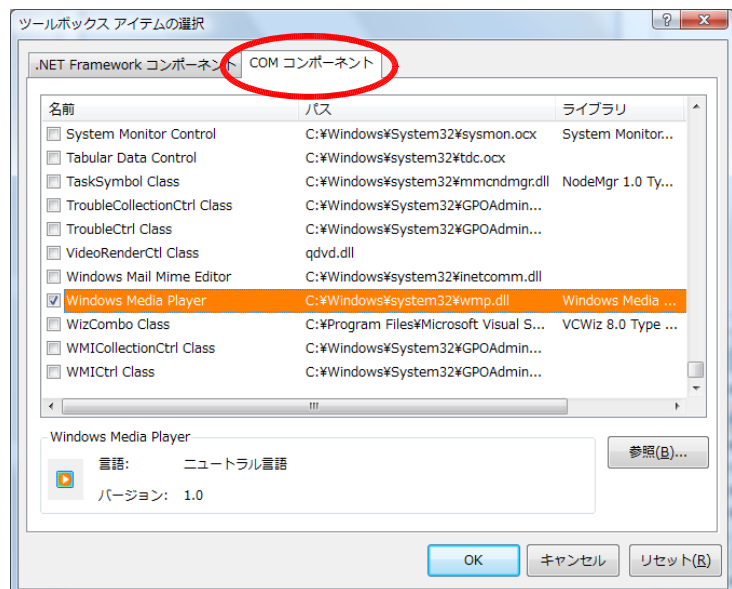 ツールボックス アイテムの選択
.NET Framework コンポーネント COM コンポーネント
名前 パス ライブラリ
System Monitor Control C:¥Windows¥System32¥sysmon.ocx System Monitor...
Tabular Data Control C:¥Windows¥System32¥tdc.ocx
TaskSymbol Class C:¥Windows¥System32¥mmcndmgr.dll NodeMgr 1.0 Ty...
TroubleCollectionCtrl Class C:¥Windows¥System32¥GPOAdmin...
TroubleCtrl Class C:¥Windows¥System32¥GPOAdmin...
VideoRenderCtl Class qdvd.dll
Windows Mail Mime Editor C:¥Windows¥System32¥inetcomm.dll
Windows Media Player C:¥Windows¥system32¥wmp.dll Windows Media ...
WizCombo Class C:¥Program Files¥Microsoft Visual S... VCWiz 8.0 Type ...
WMICollectionCtrl Class C:¥Windows¥System32¥GPOAdmin...
WMICtrl Class C:¥Windows¥System32¥GPOAdmin...
Windows Media Player
言語: ニュートラル言語
バージョン: 1.0
参照(B)...
OK キャンセル リセット(R)